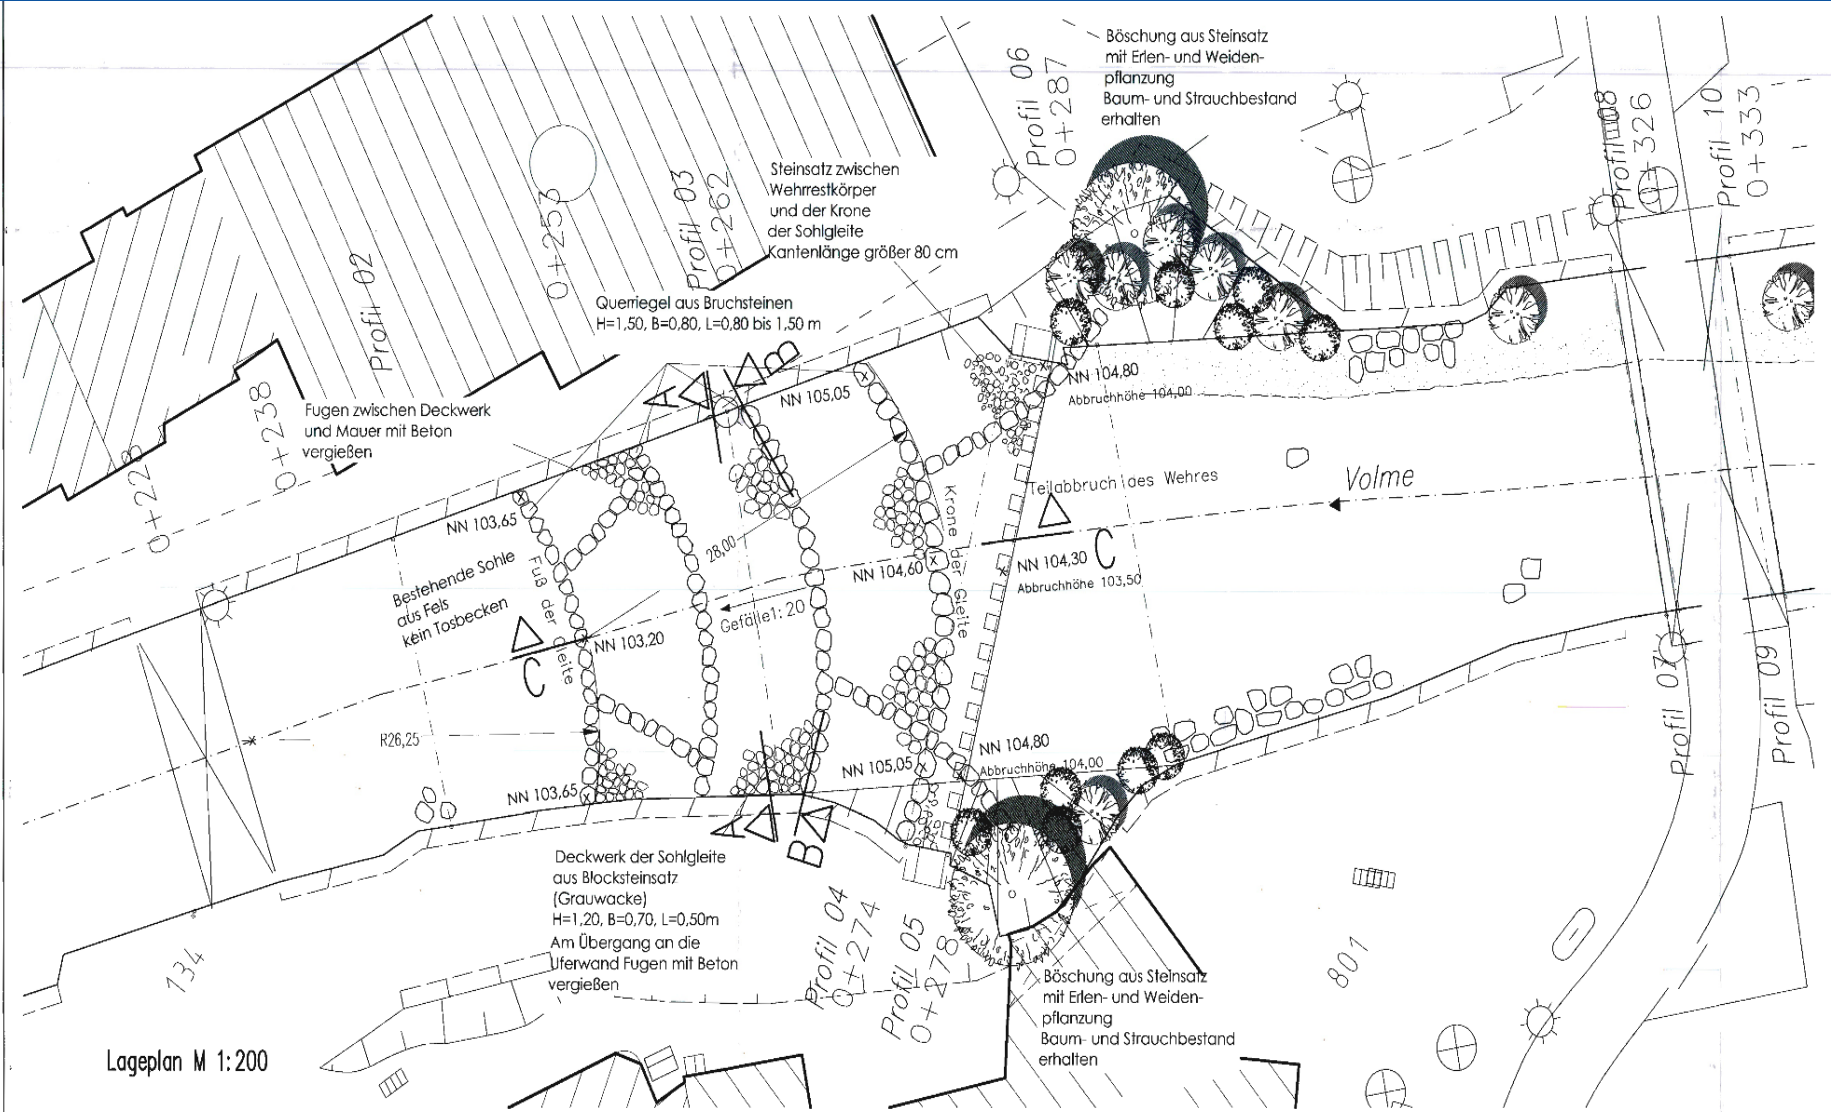 Böschung aus Steinsatz
mit Erlen- und Weiden-
pflanzung
Baum- und Strauchbestand
erhalten
Profil 06
0+287
Profil 08
0+326
Profil 10
0+333
Steinsatz zwischen
Wehrrestkörper
und der Krone
der Sohlgleite
Kantenlänge größer 80 cm
Profil 02
0+253
Profil 03
0+262
Querriegel aus Bruchsteinen
H=1,50, B=0,80, L=0,80 bis 1,50 m
0+238
Fugen zwischen Deckwerk
und Mauer mit Beton
vergießen
A
B
NN 105,05
NN 104,80
Abbruchhöhe 104,00
Teilabbruch des Wehres
Volme
NN 103,65
28,00
Krone der Gleite
C
NN 104,60
NN 104,30
Abbruchhöhe 103,50
Bestehende Sohle
aus Fels
kein Tosbecken
Fuß der Gleite
Gefälle 1:20
NN 103,20
C
R26,25
NN 104,80
Abbruchhöhe 104,00
NN 105,05
NN 103,65
A
B
Profil 07
Profil 09
Deckwerk der Sohlgleite
aus Blocksteinsatz
(Grauwacke)
H=1,20, B=0,70, L=0,50m
Am Übergang an die
Uferwand Fugen mit Beton
vergießen
Profil 04
0+274
Profil 05
0+278
134
801
Böschung aus Steinsatz
mit Erlen- und Weiden-
pflanzung
Baum- und Strauchbestand
erhalten
Lageplan M 1:200